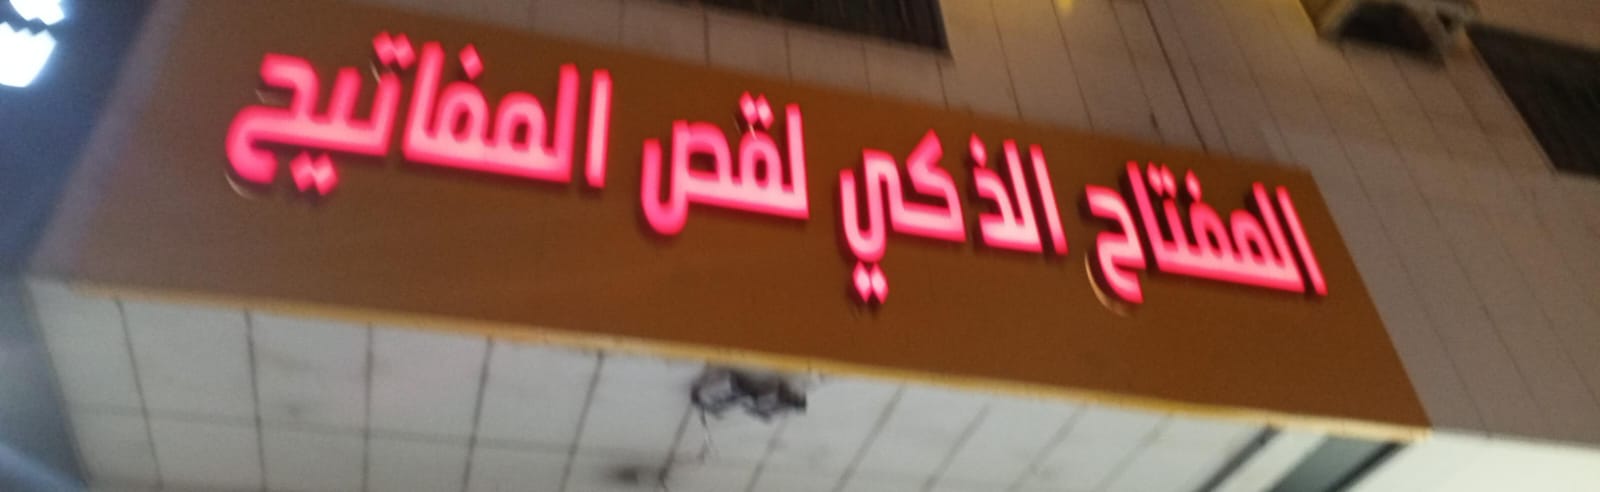 المفتاح الذكي لقص المفاتيح